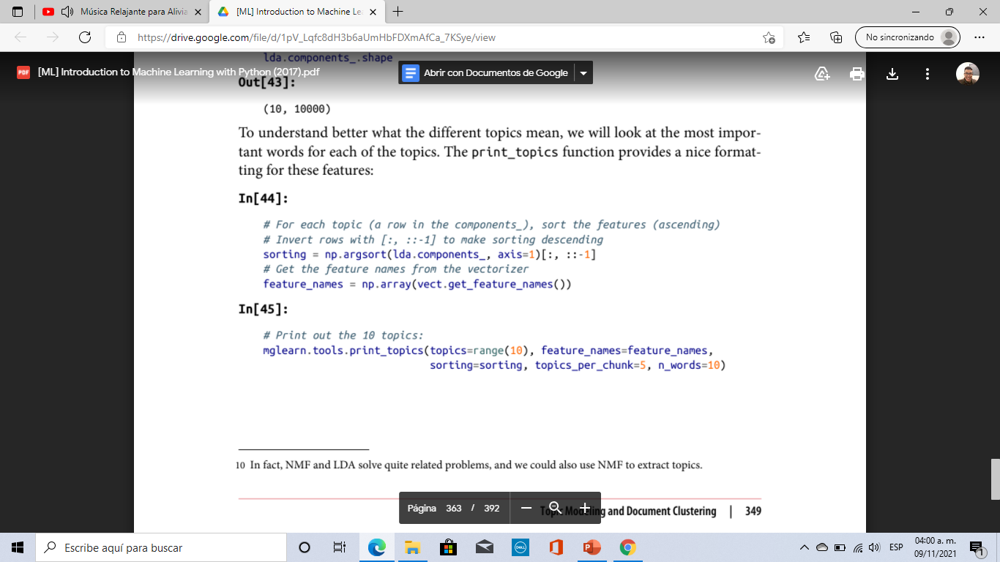 Música Relajante para Alivia
[ML] Introduction to Machine Le
https://drive.google.com/file/d/1pV_Lqfc8dH3b6aUmHbFDXmAfCa_7KSye/view
No sincronizando
lda.components_.shape
PDF
[ML] Introduction to Machine Learning with Python (2017).pdf
Abrir con Documentos de Google
Out[43]:
(10, 10000)
To understand better what the different topics mean, we will look at the most impor-
tant words for each of the topics. The print_topics function provides a nice format-
ting for these features:
In[44]:
# For each topic (a row in the components_), sort the features (ascending)
# Invert rows with [:, ::-1] to make sorting descending
sorting = np.argsort(lda.components_, axis=1)[:, ::-1]
# Get the feature names from the vectorizer
feature_names = np.array(vect.get_feature_names())
In[45]:
# Print out the 10 topics:
mglearn.tools.print_topics(topics=range(10), feature_names=feature_names,
sorting=sorting, topics_per_chunk=5, n_words=10)
10 In fact, NMF and LDA solve quite related problems, and we could also use NMF to extract topics.
Página 363 / 392
Topic Modeling and Document Clustering | 349
Escribe aquí para buscar
DELL
P
ESP
04:00 a. m.
09/11/2021
1